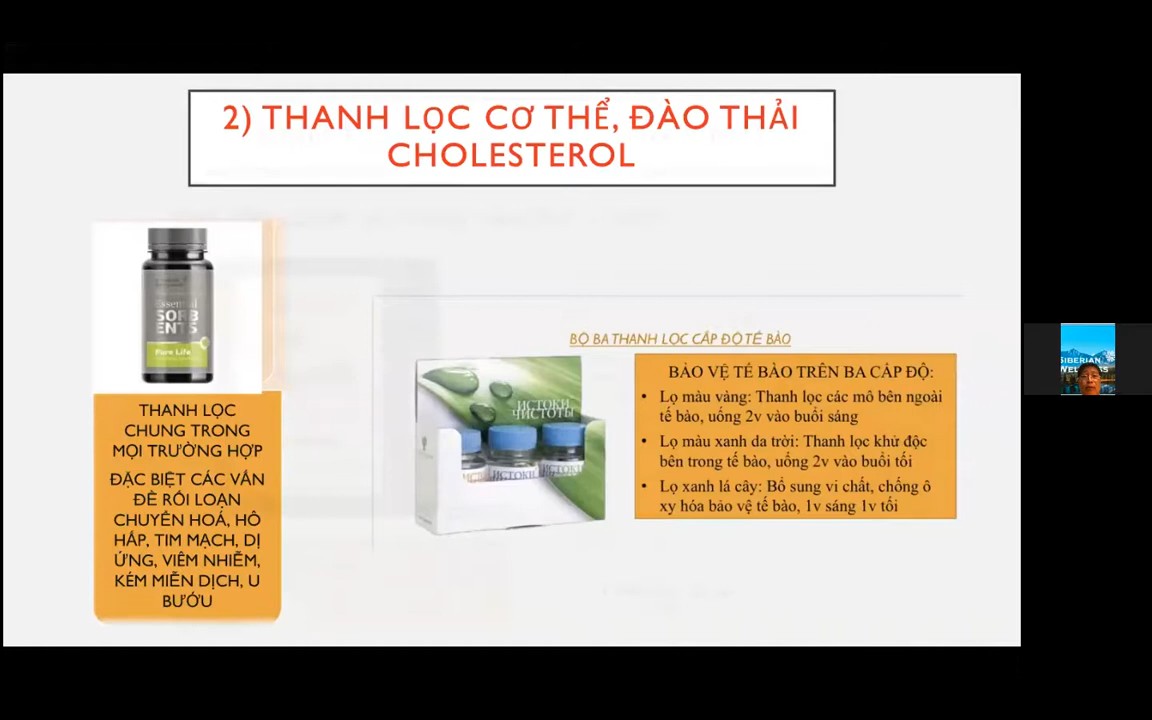 2) THANH LỌC CƠ THỂ, ĐÀO THẢI
CHOLESTEROL
Essential
SORB
ENTS
Pure Life
THANH LỌC
CHUNG TRONG
MỌI TRƯỜNG HỢP
ĐẶC BIỆT CÁC VẤN
ĐỀ RỐI LOẠN
CHUYỂN HOÁ, HÔ
HẤP, TIM MẠCH, DỊ
ỨNG, VIÊM NHIỄM,
KÉM MIỄN DỊCH, U
BƯỚU
BỘ BA THANH LỌC CẤP ĐỘ TẾ BÀO
ИСТОКИ
ЧИСТОТЫ
ИСТОКИ
BẢO VỆ TẾ BÀO TRÊN BA CẤP ĐỘ:
• Lọ màu vàng: Thanh lọc các mô bên ngoài
tế bào, uống 2v vào buổi sáng
• Lọ màu xanh da trời: Thanh lọc khử độc
bên trong tế bào, uống 2v vào buổi tối
• Lọ xanh lá cây: Bổ sung vi chất, chống ô
xy hóa bảo vệ tế bào, 1v sáng 1v tối
SIBERIAN
WELLNESS